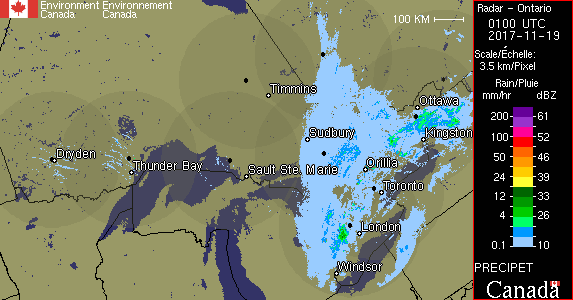 Environment Environnement
Canada Canada
100 KM
Radar - Ontario
0100 UTC
2017-11-19
Scale/Échelle:
3.5 km/Pixel
Rain/Pluie
mm/hr dBZ
200 61
100 52
50 46
24 39
12 33
4 26
0.1 10
PRECIPET
Canada
Timmins
Ottawa
Sudbury
Kingston
Dryden
Thunder Bay
Sault Ste. Marie
Orillia
Toronto
London
Windsor